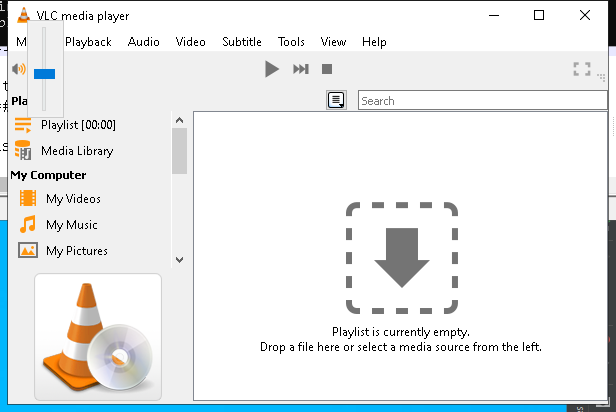 VLC media player
M Playback Audio Video Subtitle Tools View Help
Pla
Search
Playlist [00:00]
Media Library
My Computer
My Videos
My Music
My Pictures
Playlist is currently empty.
Drop a file here or select a media source from the left.